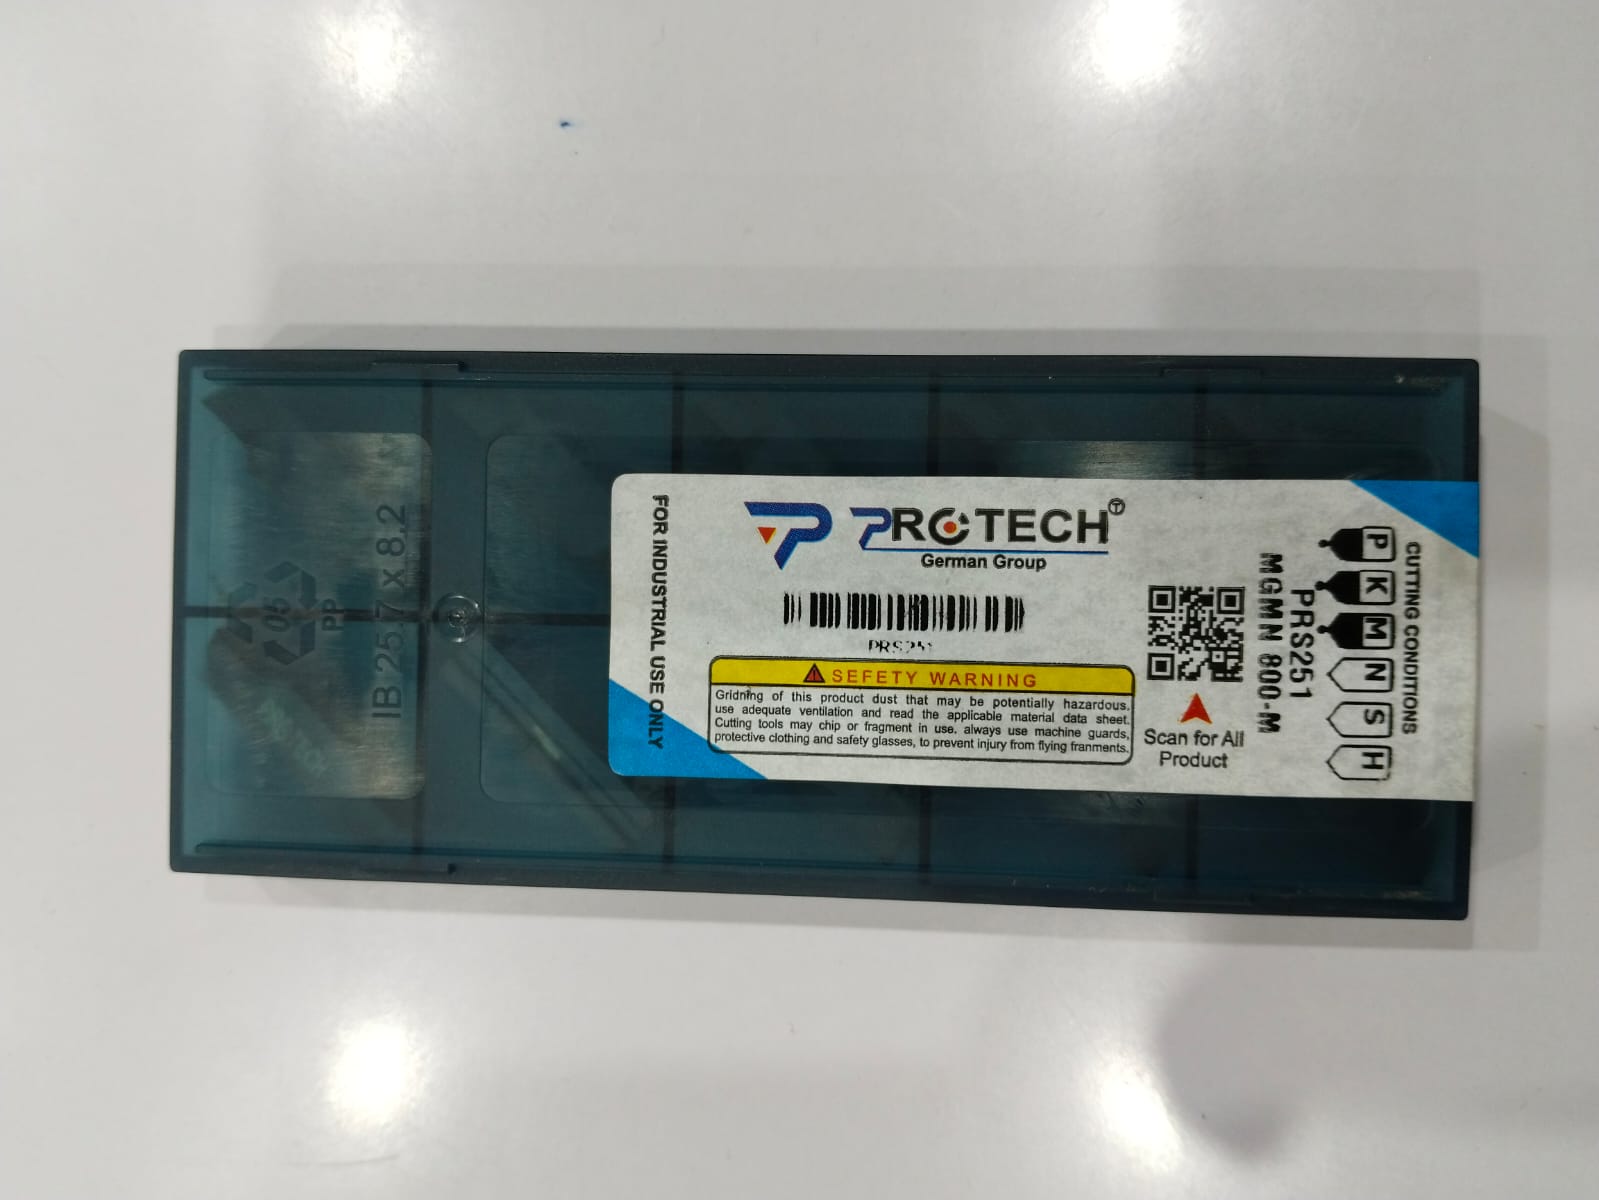 IB 25.7 x 8.2
05
PP
FOR INDUSTRIAL USE ONLY
PROTECH
German Group
PRS251
SEFETY WARNING
Gridning of this product dust that may be potentially hazardous,
use adequate ventilation and read the applicable material data sheet.
Cutting tools may chip or fragment in use. always use machine guards,
protective clothing and safety glasses, to prevent injury from flying franments.
Scan for All
Product
PRS251
MGMN 800-M
CUTTING CONDITIONS
P
K
M
N
S
H